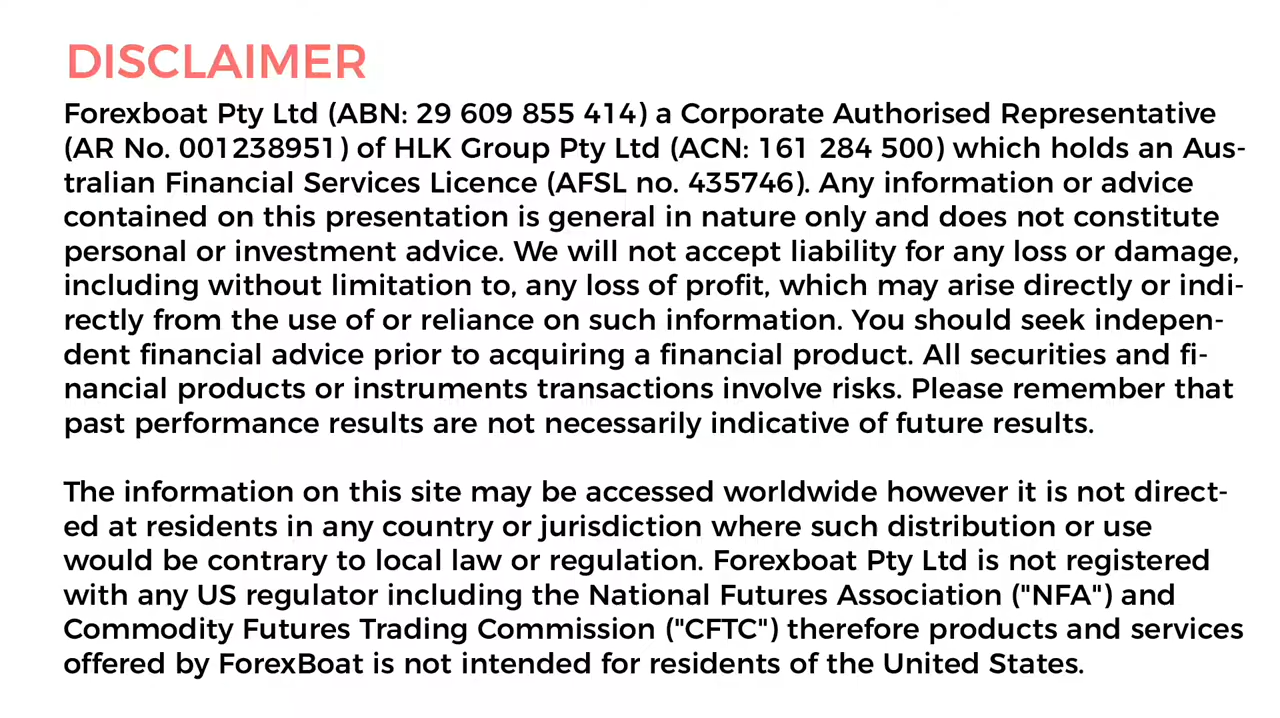 DISCLAIMER
Forexboat Pty Ltd (ABN: 29 609 855 414) a Corporate Authorised Representative
(AR No. 001238951) of HLK Group Pty Ltd (ACN: 161 284 500) which holds an Aus-
tralian Financial Services Licence (AFSL no. 435746). Any information or advice
contained on this presentation is general in nature only and does not constitute
personal or investment advice. We will not accept liability for any loss or damage,
including without limitation to, any loss of profit, which may arise directly or indi-
rectly from the use of or reliance on such information. You should seek indepen-
dent financial advice prior to acquiring a financial product. All securities and fi-
nancial products or instruments transactions involve risks. Please remember that
past performance results are not necessarily indicative of future results.
The information on this site may be accessed worldwide however it is not direct-
ed at residents in any country or jurisdiction where such distribution or use
would be contrary to local law or regulation. Forexboat Pty Ltd is not registered
with any US regulator including the National Futures Association ("NFA") and
Commodity Futures Trading Commission ("CFTC") therefore products and services
offered by ForexBoat is not intended for residents of the United States.